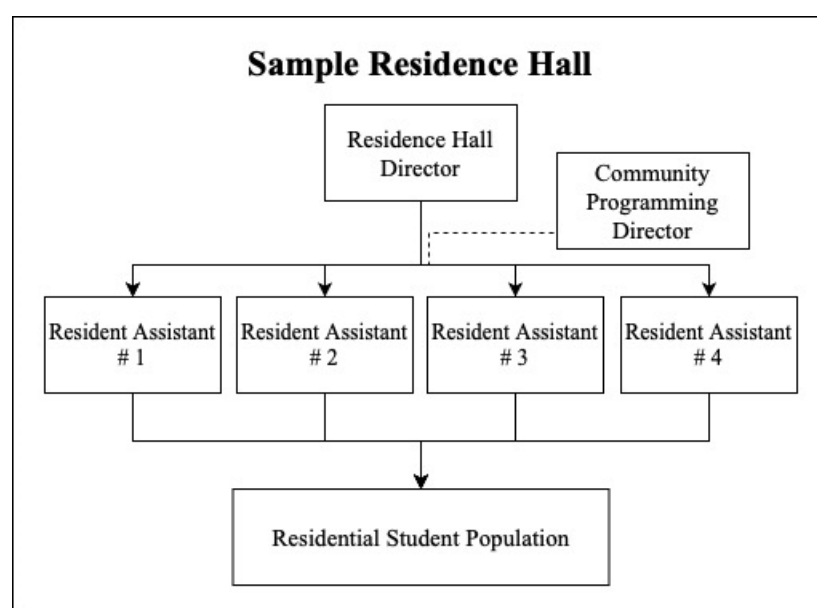 Sample Residence Hall
Residence Hall
Director
Community
Programming
Director
Resident Assistant
# 1
Resident Assistant
# 2
Resident Assistant
# 3
Resident Assistant
# 4
Residential Student Population